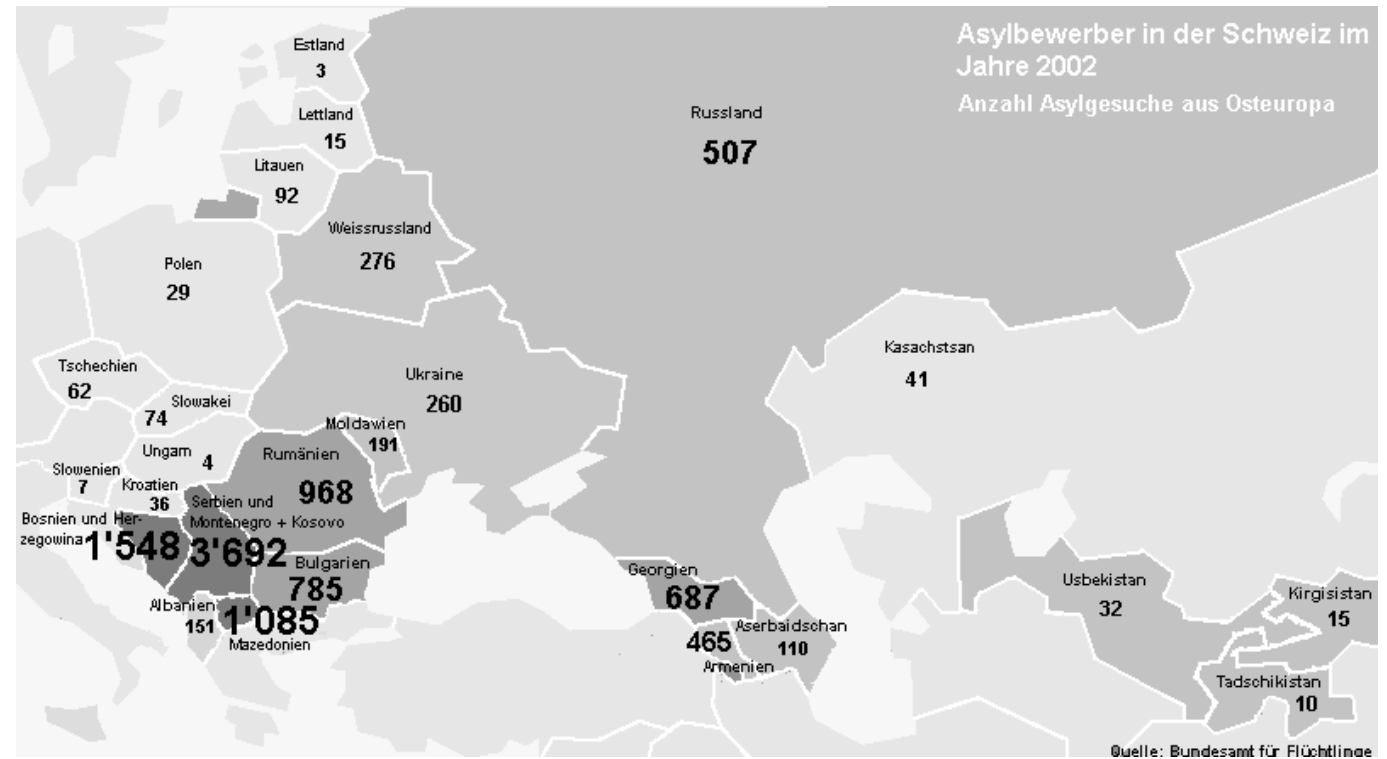 Asylbewerber in der Schweiz im
Jahre 2002
Anzahl Asylgesuche aus Osteuropa
Estland
3
Lettland
15
Litauen
92
Russland
507
Weissrussland
276
Polen
29
Kasachstsan
41
Tschechien
62
Slowakei
74
Ukraine
260
Moldawien
191
Ungarn
4
Rumänien
968
Slowenien
7
Kroatien
36
Serbien und
Montenegro + Kosovo
3'692
Bosnien und Her-
zegowina
1'548
Bulgarien
785
Albanien
151
1'085
Mazedonien
Georgien
687
Aserbaidschan
110
465
Armenien
Usbekistan
32
Kirgisistan
15
Tadschikistan
10
Quelle: Bundesamt für Flüchtlinge